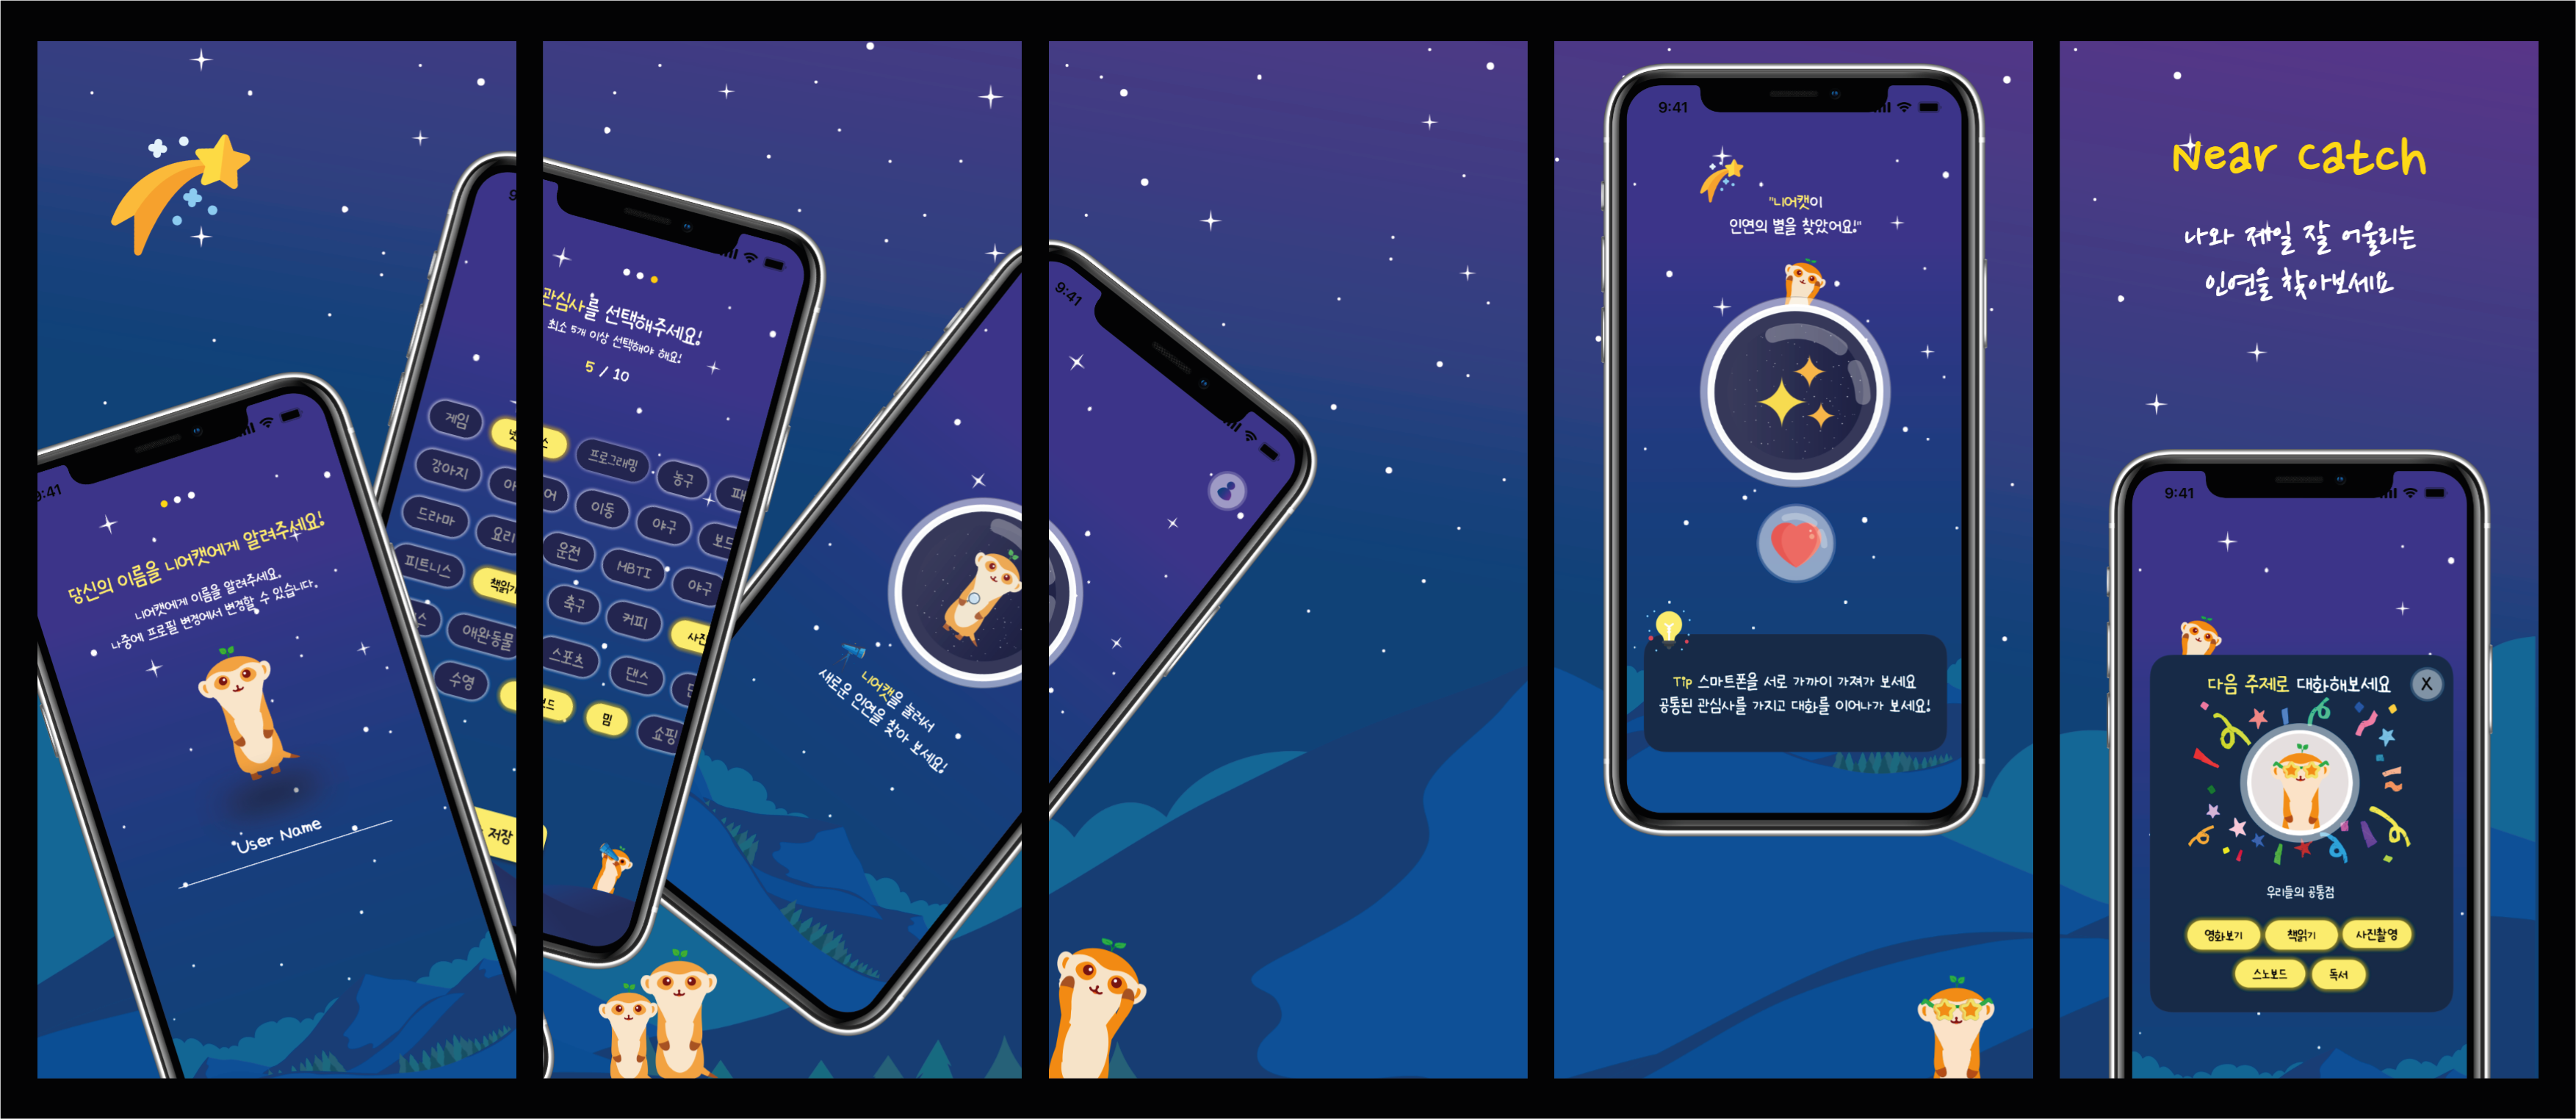 9:41
당신의 이름을 니어캣에게 알려주세요!
니어캣에게 이름을 알려주세요.
나중에 프로필 변경에서 변경할 수 있습니다.
"User Name
관심사를 선택해주세요!
최소 5개 이상 선택해야 해요!
5 / 10
게임
프로그래밍
농구
강아지
이동
야구
드라마
요리
운전
MBTI
야구
피트니스
책읽기
축구
커피
사진
애완동물
스포츠
댄스
수영
밈
쇼핑
저장
9:41
니어캣을 눌러서
새로운 인연을 찾아 보세요!
9:41
"니어캣이
인연의 별을 찾았어요!"
Tip 스마트폰을 서로 가까이 가져가 보세요
공통된 관심사를 가지고 대화를 이어나가 보세요!
Near catch
나와 제일 잘 어울리는
인연을 찾아보세요
9:41
다음 주제로 대화해보세요
X
우리들의 공통점
영화보기
책읽기
사진촬영
스노보드
독서